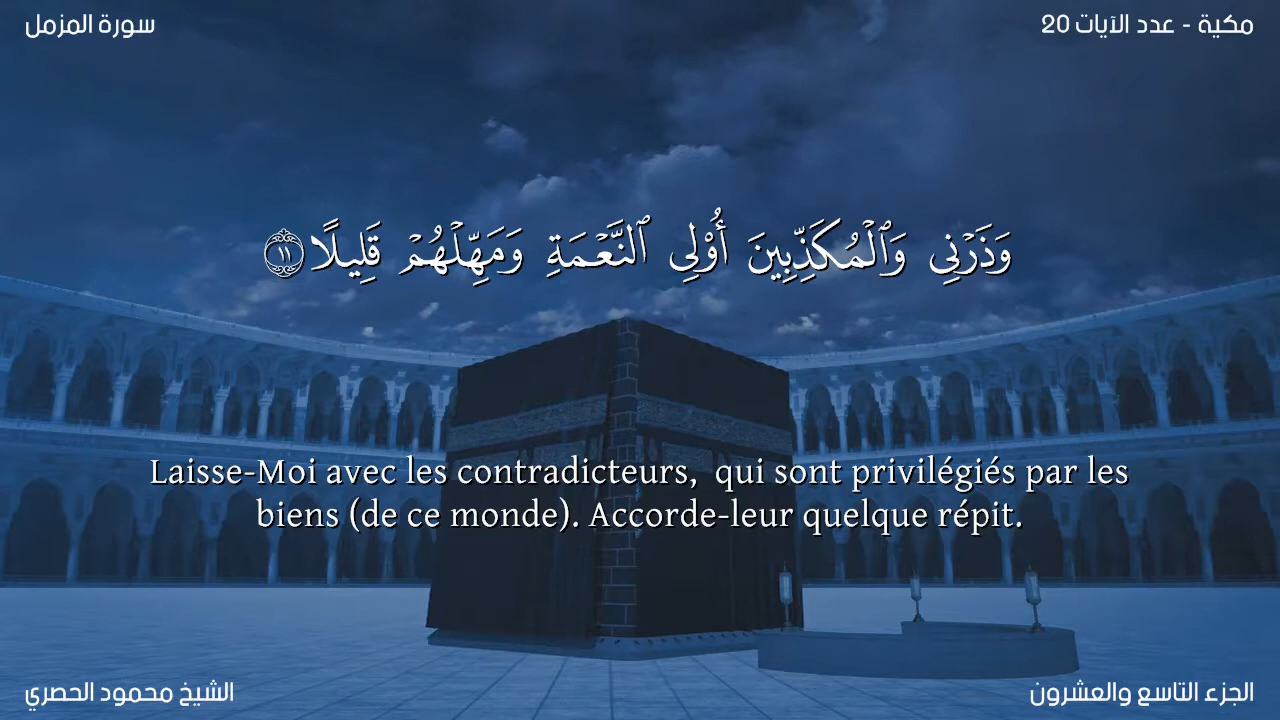 سورة المزمل
مكية - عدد الآيات 20
وَذَرْنِى وَٱلْمُكَذِّبِينَ أُو۟لِى ٱلنَّعْمَةِ وَمَهِّلْهُمْ قَلِيلًا ١١
Laisse-Moi avec les contradicteurs, qui sont privilégiés par les
biens (de ce monde). Accorde-leur quelque répit.
الشيخ محمود الحصري
الجزء التاسع والعشرون